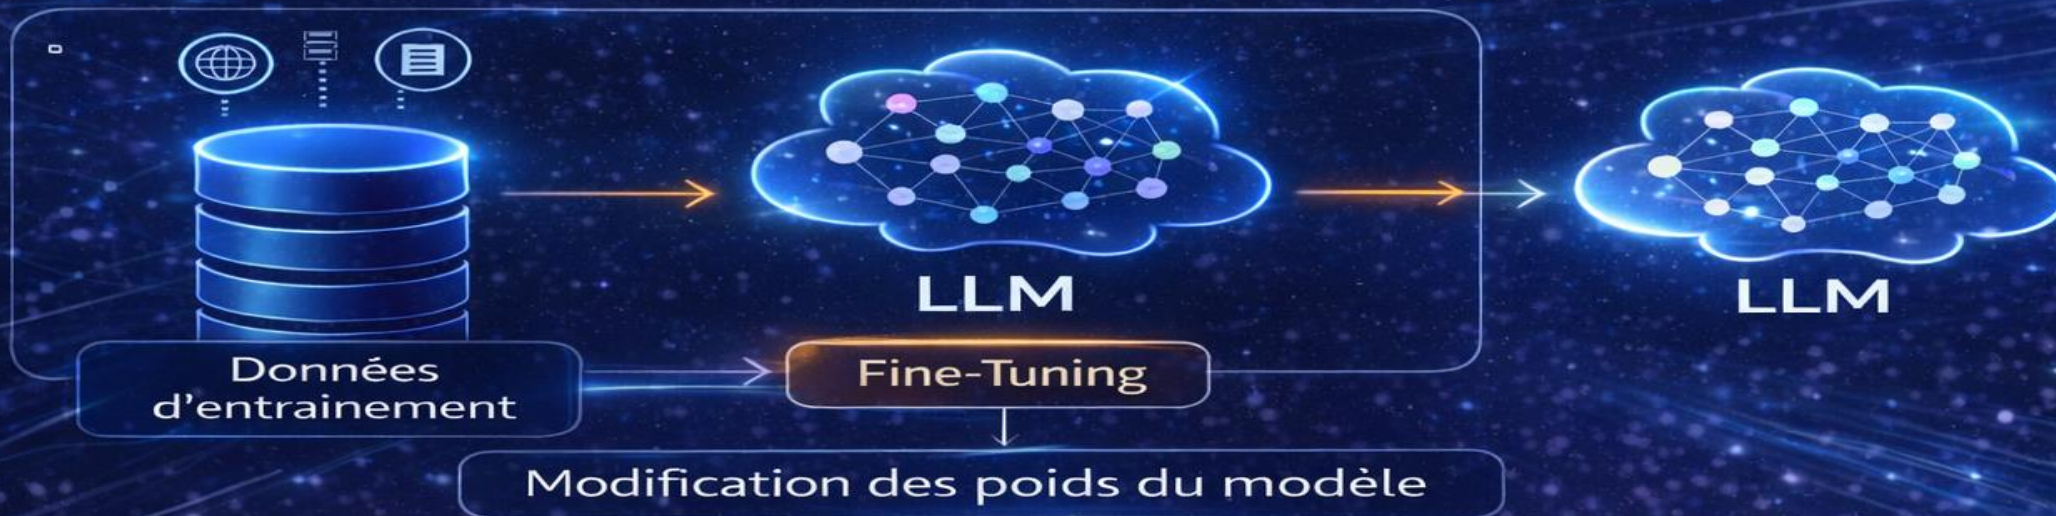 LLM
LLM
Données
d'entrainement
Fine-Tuning
Modification des poids du modèle